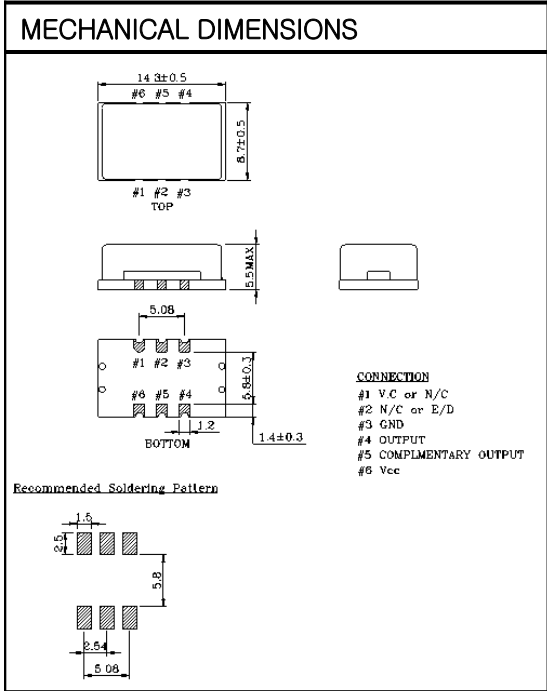 MECHANICAL DIMENSIONS
14.3±0.5
#6 #5 #4
8.7±0.5
#1 #2 #3
TOP
5.5MAX
5.08
#1 #2 #3
5.8±0.3
#6 #5 #4
1.2
BOTTOM
1.4±0.3
CONNECTION
#1 V.C or N/C
#2 N/C or E/D
#3 GND
#4 OUTPUT
#5 COMPLMENTARY OUTPUT
#6 Vcc
Recommended Soldering Pattern
1.5
2.5
5.8
2.54
5.08